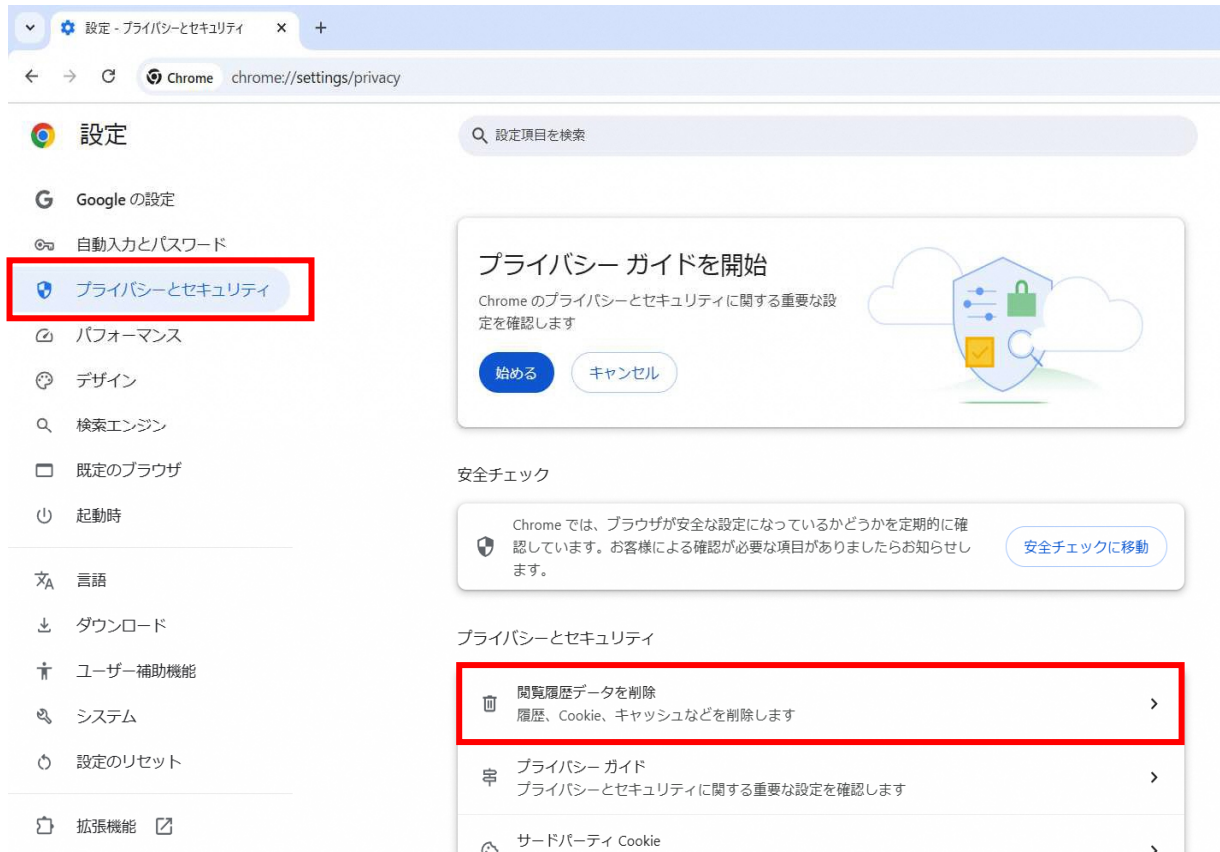 設定 - プライバシーとセキュリティ
Chrome
chrome://settings/privacy
設定
設定項目を検索
Google の設定
自動入力とパスワード
プライバシーとセキュリティ
パフォーマンス
デザイン
検索エンジン
既定のブラウザ
起動時
言語
ダウンロード
ユーザー補助機能
システム
設定のリセット
拡張機能
プライバシー ガイドを開始
Chrome のプライバシーとセキュリティに関する重要な設
定を確認します
始める
キャンセル
安全チェック
Chrome では、ブラウザが安全な設定になっているかどうかを定期的に確
認しています。お客様による確認が必要な項目がありましたらお知らせし
ます。
安全チェックに移動
プライバシーとセキュリティ
閲覧履歴データを削除
履歴、Cookie、キャッシュなどを削除します
プライバシー ガイド
プライバシーとセキュリティに関する重要な設定を確認します
サードパーティ Cookie